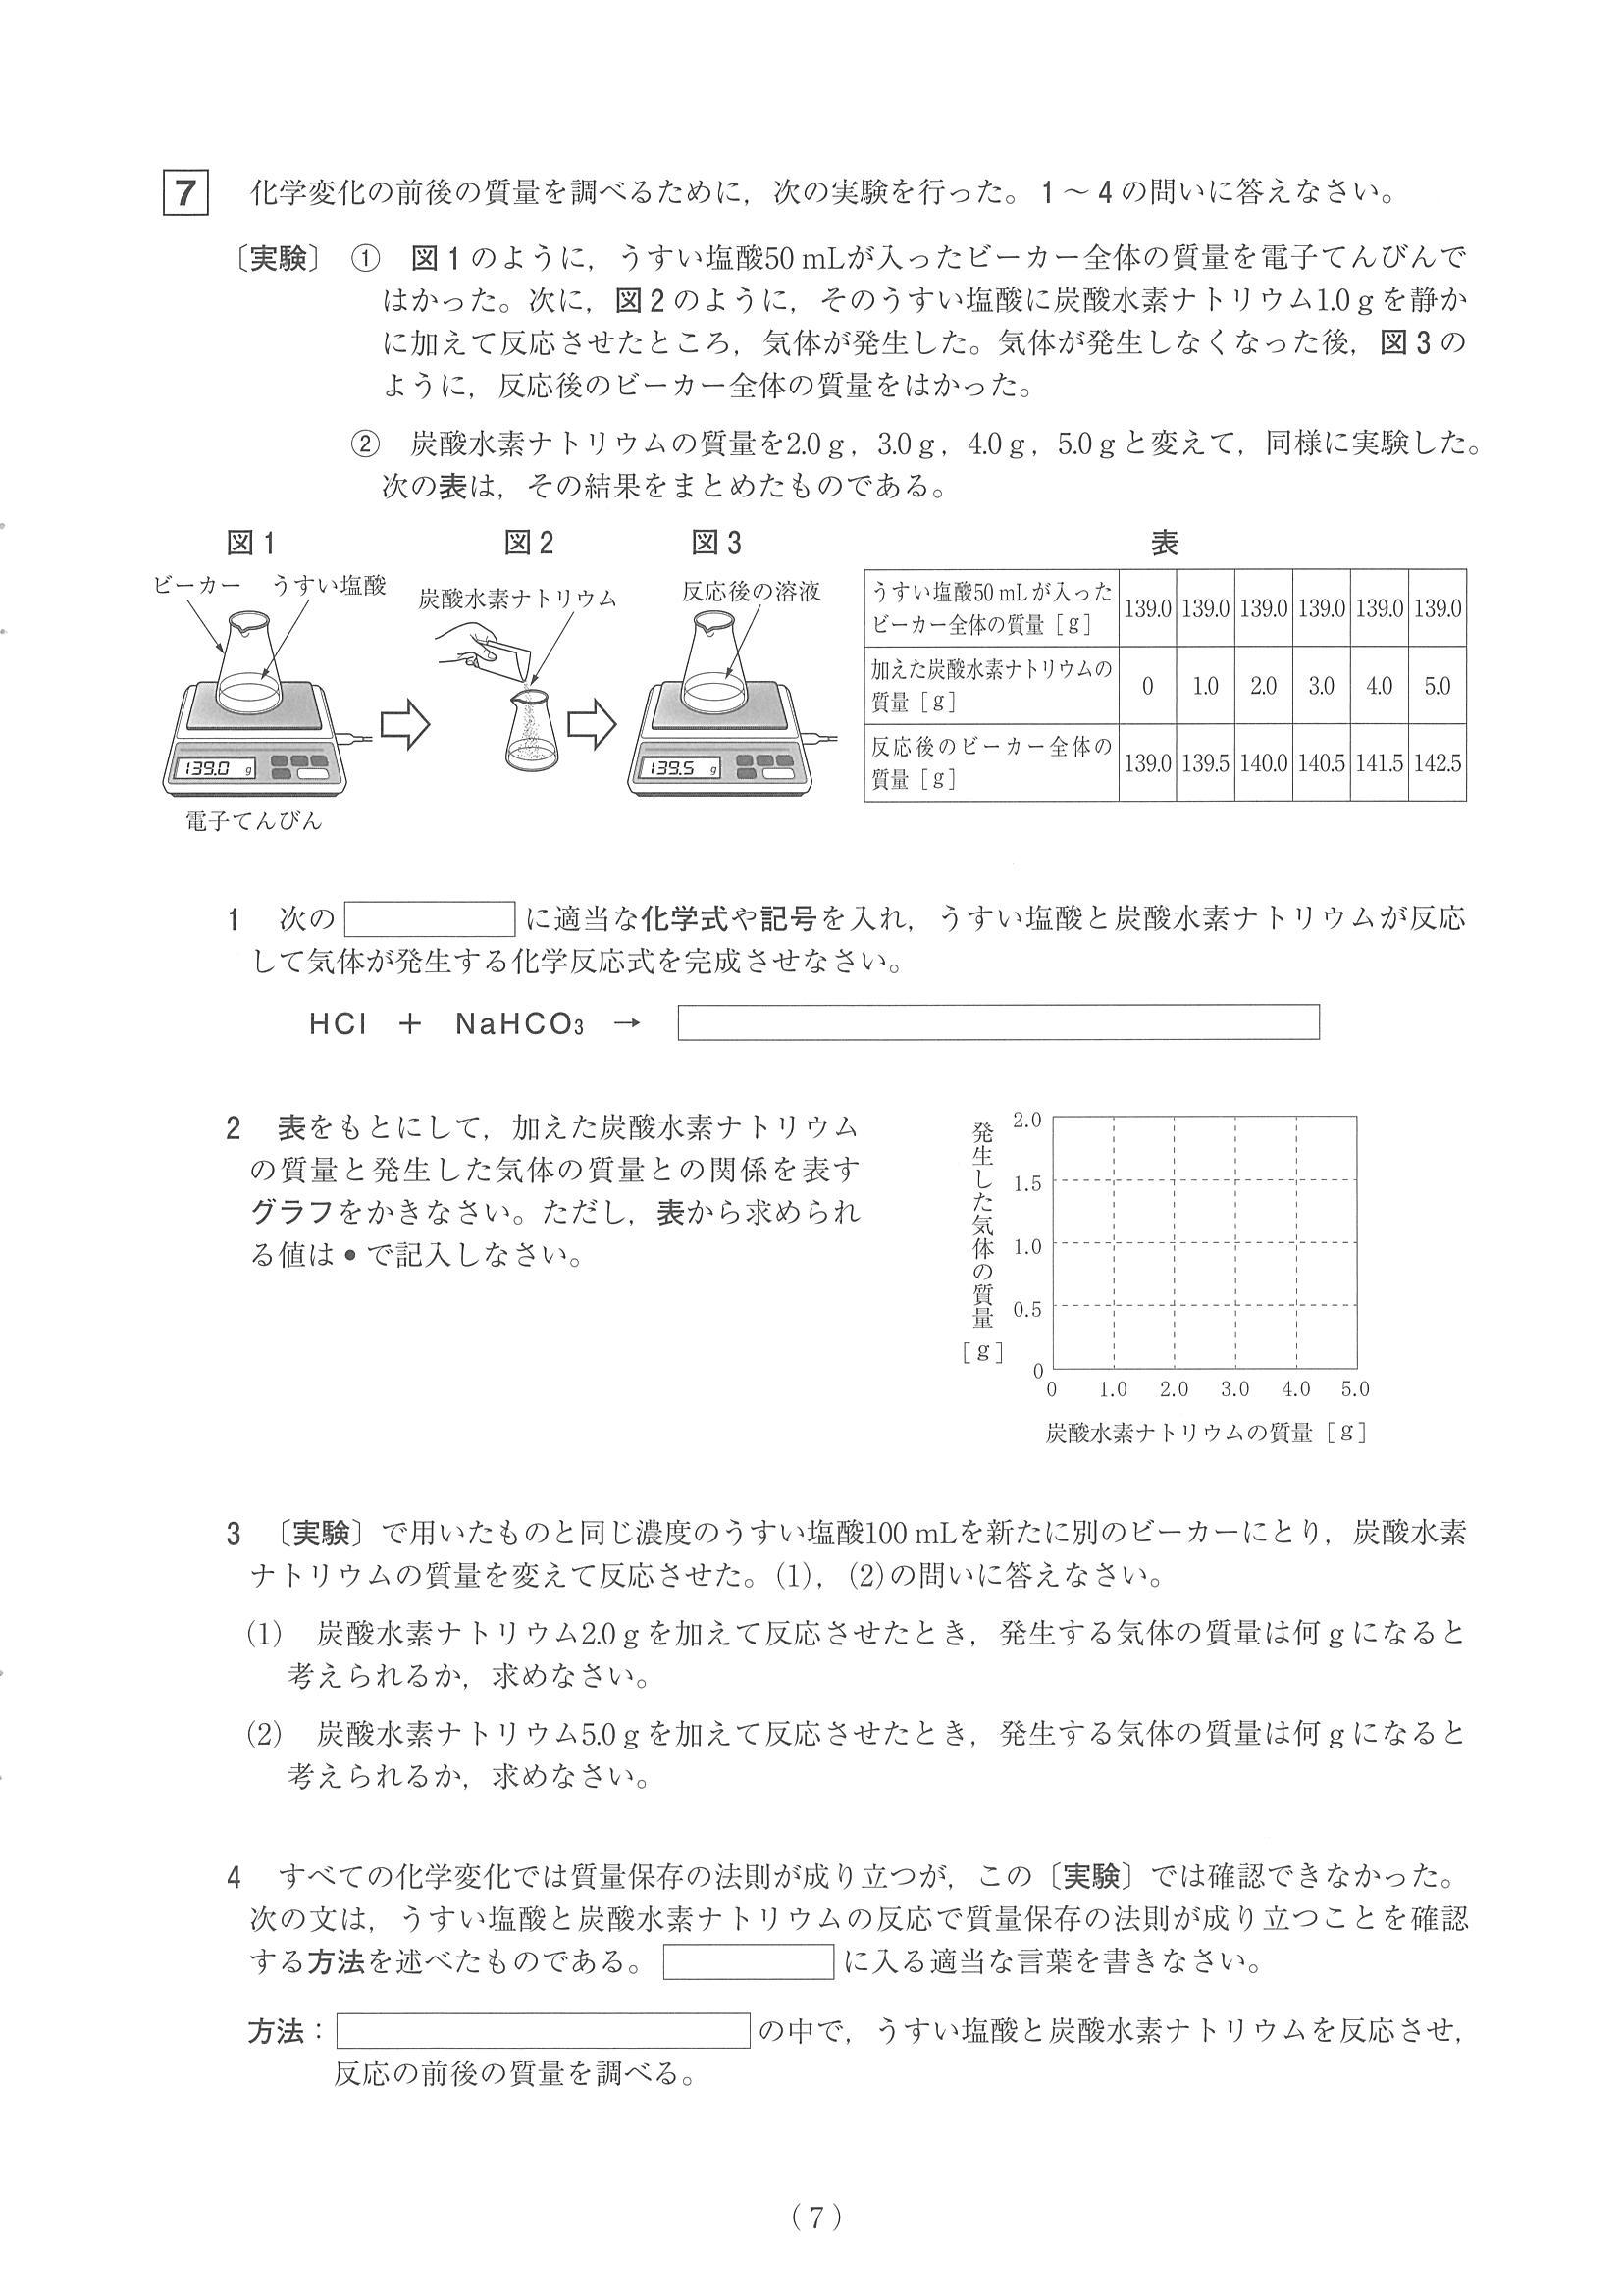 7 化学変化の前後の質量を調べるために，次の実験を行った。1～4の問いに答えなさい。
〔実験〕 ① 図1のように，うすい塩酸50 mLが入ったビーカー全体の質量を電子てんびんで
はかった。次に，図2のように，そのうすい塩酸に炭酸水素ナトリウム1.0 gを静か
に加えて反応させたところ，気体が発生した。気体が発生しなくなった後，図3の
ように，反応後のビーカー全体の質量をはかった。
② 炭酸水素ナトリウムの質量を2.0 g，3.0 g，4.0 g，5.0 gと変えて，同様に実験した。
次の表は，その結果をまとめたものである。
図1
ビーカー うすい塩酸
139.0 g
電子てんびん
図2
炭酸水素ナトリウム
図3
反応後の溶液
139.5 g
表
うすい塩酸50 mLが入った
ビーカー全体の質量［g］ 139.0 139.0 139.0 139.0 139.0 139.0
加えた炭酸水素ナトリウムの
質量［g］ 0 1.0 2.0 3.0 4.0 5.0
反応後のビーカー全体の
質量［g］ 139.0 139.5 140.0 140.5 141.5 142.5
1 次の に適当な化学式や記号を入れ，うすい塩酸と炭酸水素ナトリウムが反応
して気体が発生する化学反応式を完成させなさい。
HCl ＋ NaHCO3 →
2 表をもとにして，加えた炭酸水素ナトリウム
の質量と発生した気体の質量との関係を表す
グラフをかきなさい。ただし，表から求められ
る値は●で記入しなさい。
発生した気体の質量
［g］
2.0
1.5
1.0
0.5
0
0 1.0 2.0 3.0 4.0 5.0
炭酸水素ナトリウムの質量［g］
3 〔実験〕で用いたものと同じ濃度のうすい塩酸100 mLを新たに別のビーカーにとり，炭酸水素
ナトリウムの質量を変えて反応させた。(1)，(2)の問いに答えなさい。
(1) 炭酸水素ナトリウム2.0 gを加えて反応させたとき，発生する気体の質量は何gになると
考えられるか，求めなさい。
(2) 炭酸水素ナトリウム5.0 gを加えて反応させたとき，発生する気体の質量は何gになると
考えられるか，求めなさい。
4 すべての化学変化では質量保存の法則が成り立つが，この〔実験〕では確認できなかった。
次の文は，うすい塩酸と炭酸水素ナトリウムの反応で質量保存の法則が成り立つことを確認
する方法を述べたものである。 に入る適当な言葉を書きなさい。
方法： の中で，うすい塩酸と炭酸水素ナトリウムを反応させ，
反応の前後の質量を調べる。
（7）